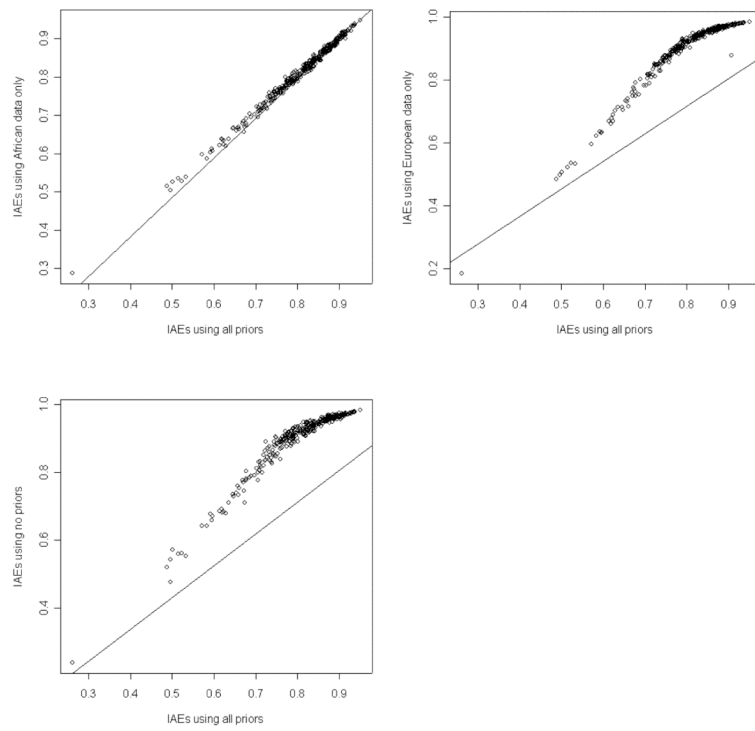 IAEs using African data only
0.9
0.8
0.7
0.6
0.5
0.4
0.3
0.3 0.4 0.5 0.6 0.7 0.8 0.9
IAEs using all priors
IAEs using European data only
1.0
0.8
0.6
0.4
0.2
0.3 0.4 0.5 0.6 0.7 0.8 0.9
IAEs using all priors
IAEs using no priors
1.0
0.8
0.6
0.4
0.3 0.4 0.5 0.6 0.7 0.8 0.9
IAEs using all priors